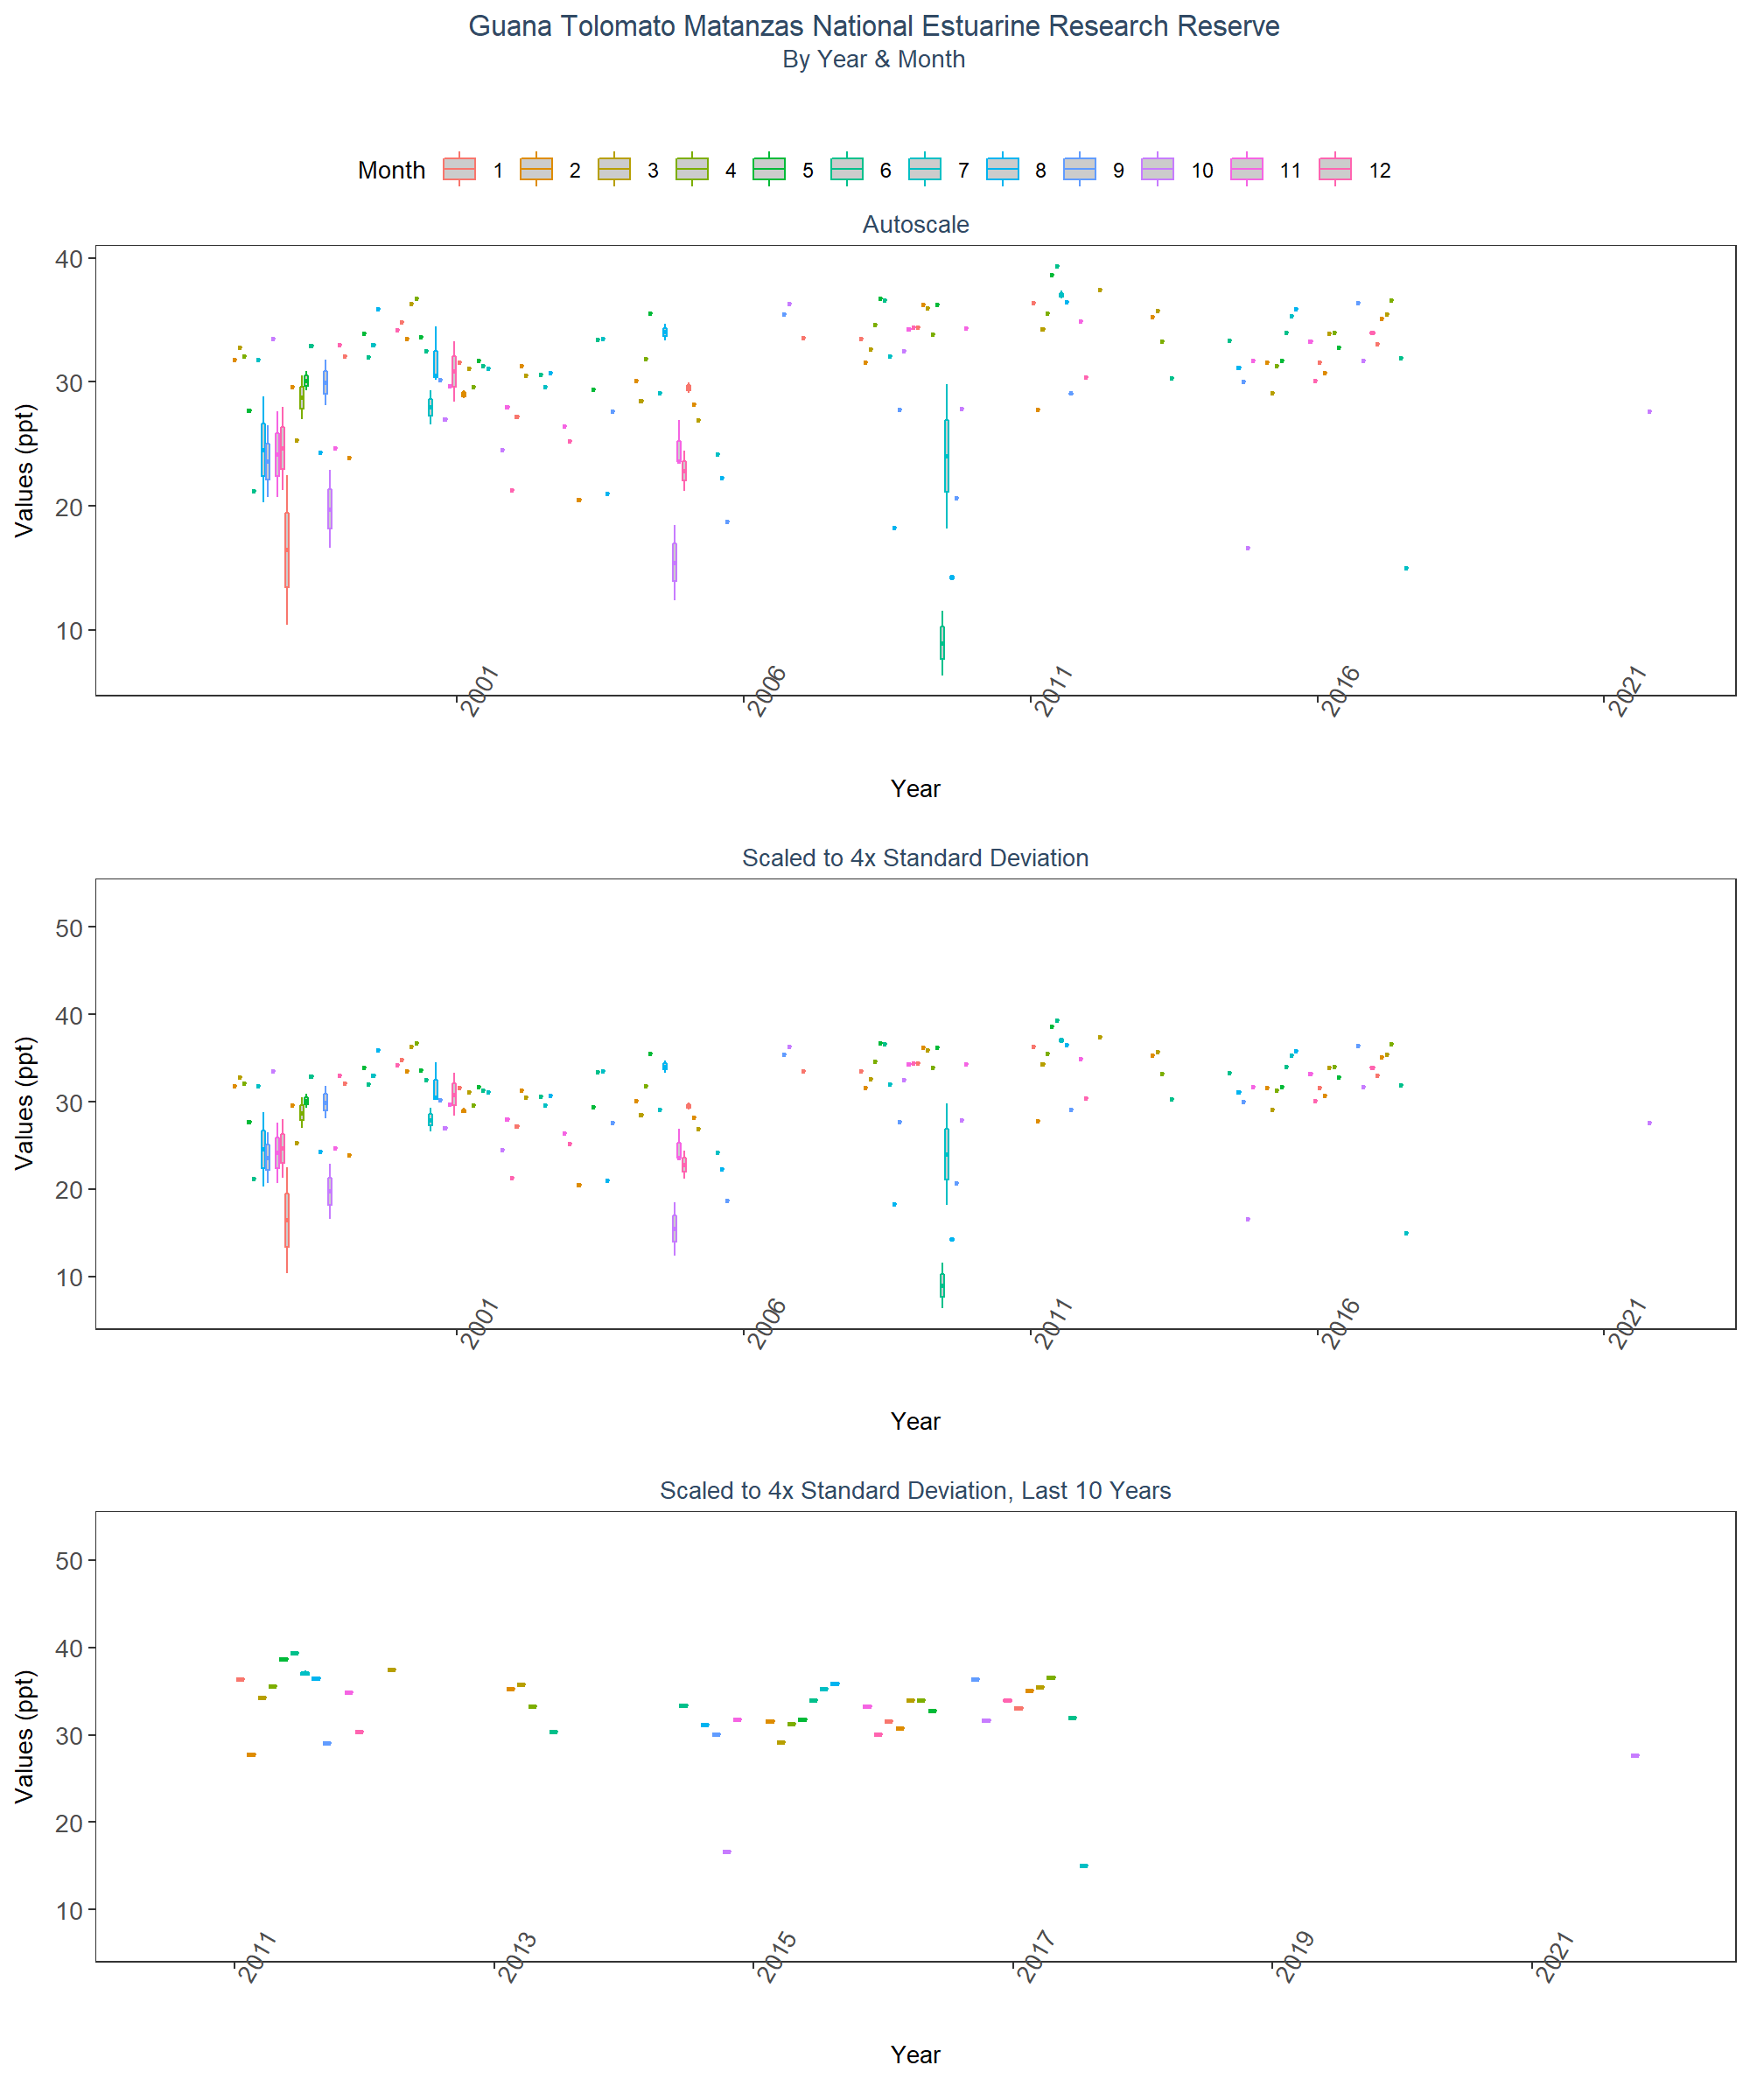 Guana Tolomato Matanzas National Estuarine Research Reserve
By Year & Month
Month 1 2 3 4 5 6 7 8 9 10 11 12
Autoscale
Values (ppt)
40
30
20
10
2001 2006 2011 2016 2021
Year
Scaled to 4x Standard Deviation
Values (ppt)
50
40
30
20
10
2001 2006 2011 2016 2021
Year
Scaled to 4x Standard Deviation, Last 10 Years
Values (ppt)
50
40
30
20
10
2011 2013 2015 2017 2019 2021
Year